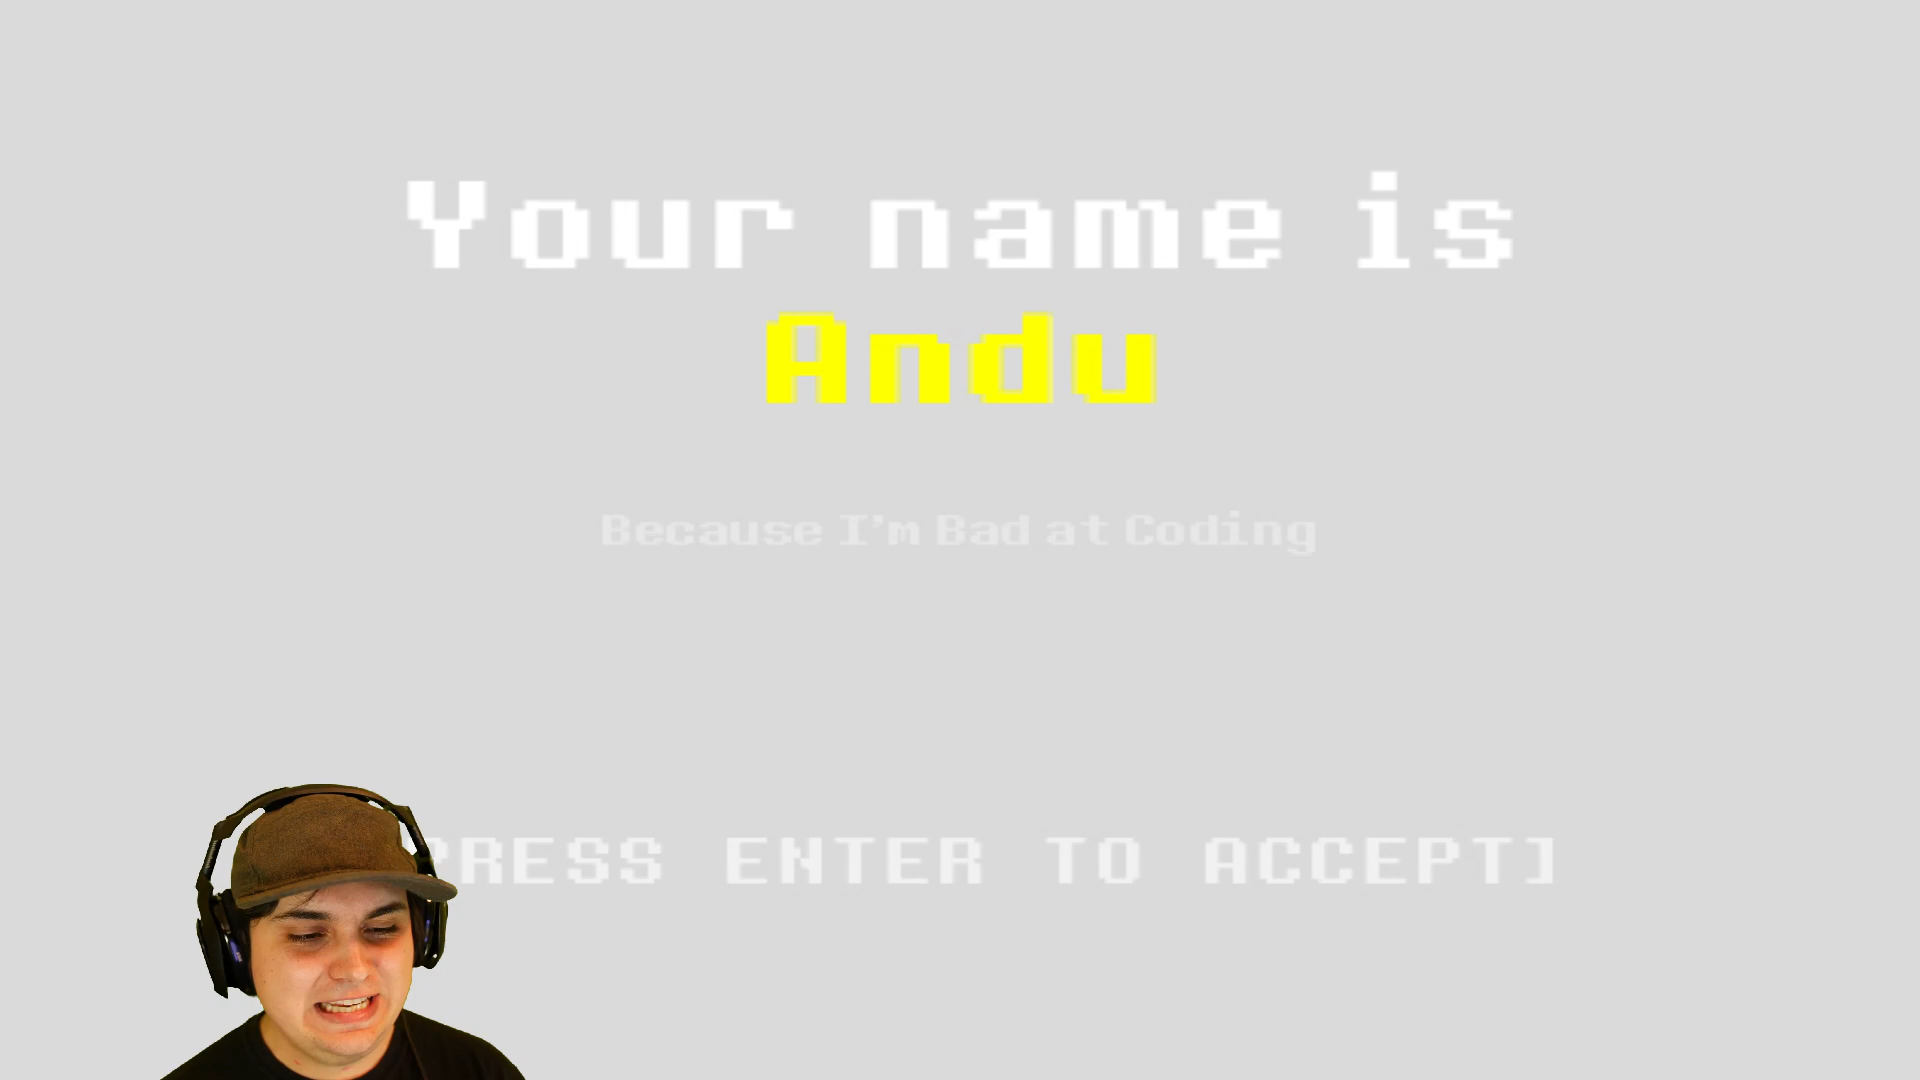 Your name is
Andu
Because I'm Bad at Coding
PRESS ENTER TO ACCEPT]